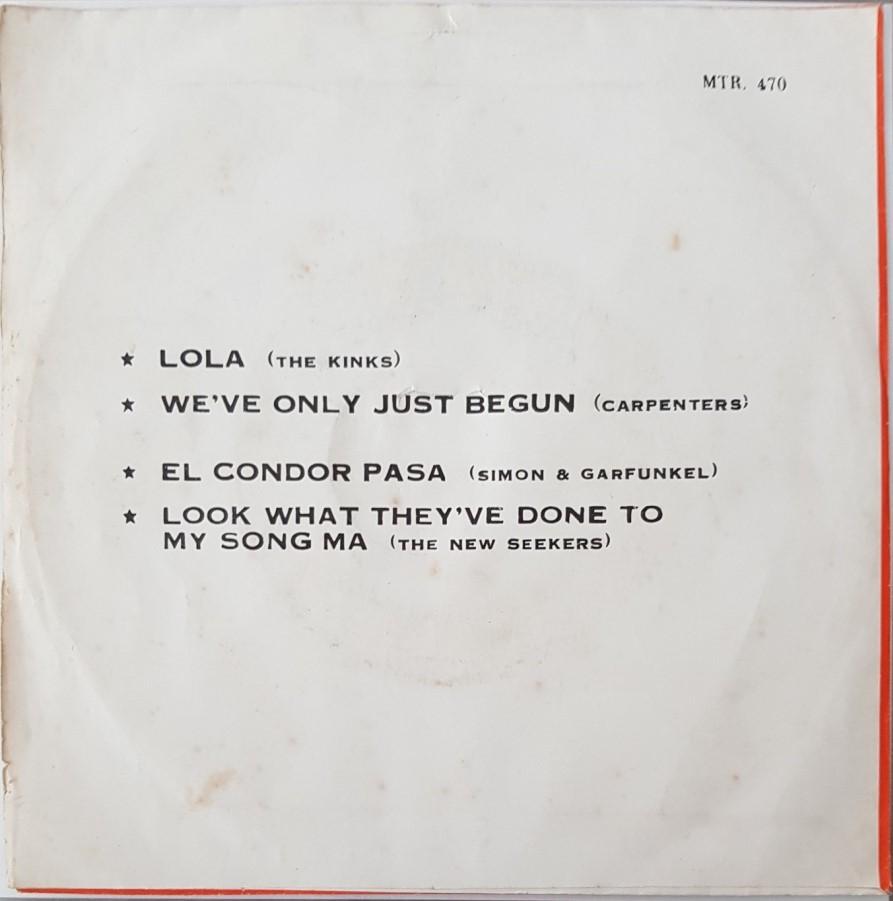 MTR. 470
★ LOLA (THE KINKS)
★ WE'VE ONLY JUST BEGUN (CARPENTERS)
★ EL CONDOR PASA (SIMON & GARFUNKEL)
★ LOOK WHAT THEY'VE DONE TO
MY SONG MA (THE NEW SEEKERS)